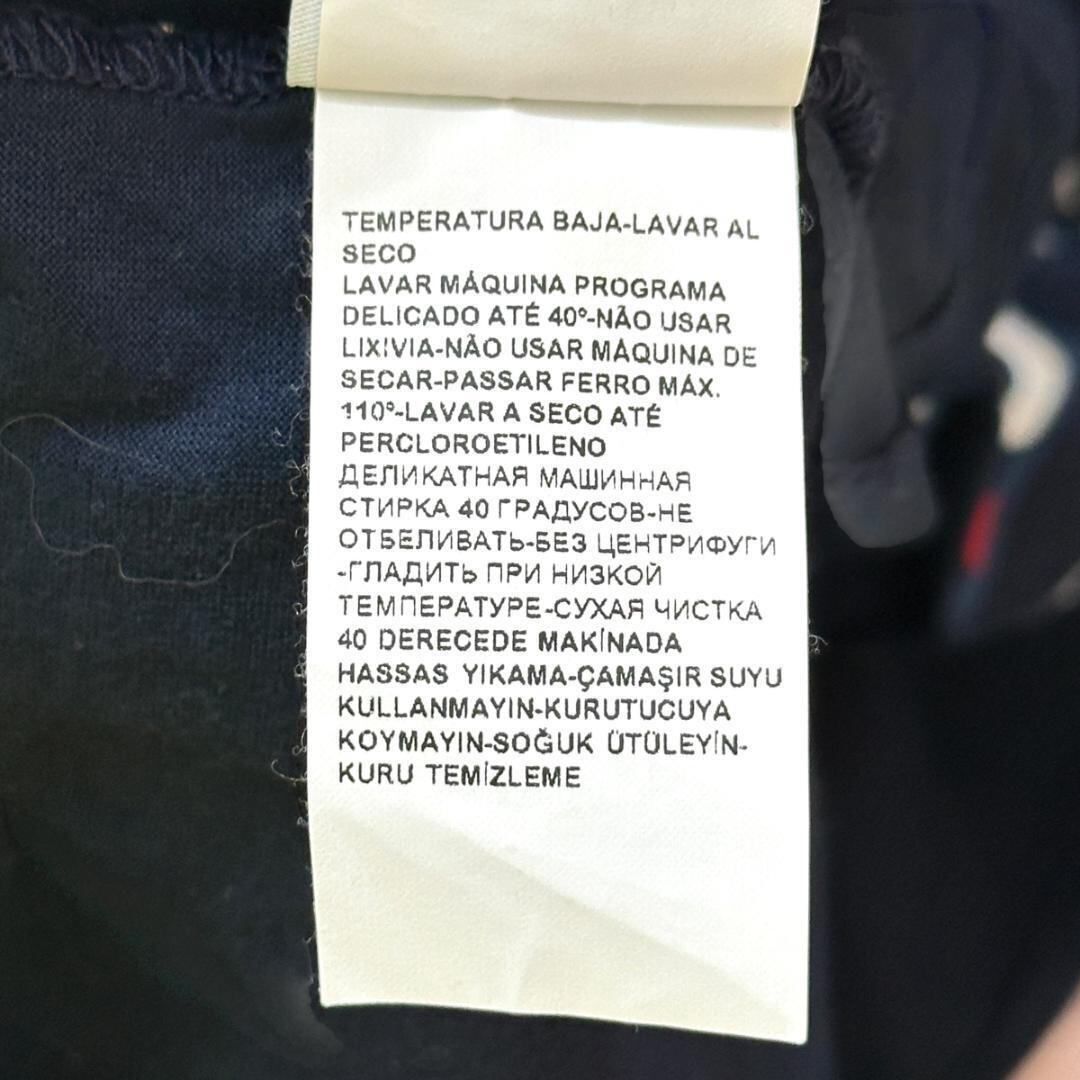 TEMPERATURA BAJA-LAVAR AL
SECO
LAVAR MÁQUINA PROGRAMA
DELICADO ATÉ 40°-NÃO USAR
LIXIVIA-NÃO USAR MÁQUINA DE
SECAR-PASSAR FERRO MÁX.
110°-LAVAR A SECO ATÉ
PERCLOROETILENO
ДЕЛИКАТНАЯ МАШИННАЯ
СТИРКА 40 ГРАДУСОВ-НЕ
ОТБЕЛИВАТЬ-БЕЗ ЦЕНТРИФУГИ
-ГЛАДИТЬ ПРИ НИЗКОЙ
ТЕМПЕРАТУРЕ-СУХАЯ ЧИСТКА
40 DERECEDE MAKİNADA
HASSAS YIKAMA-ÇAMAŞIR SUYU
KULLANMAYIN-KURUTUCUYA
KOYMAYIN-SOĞUK ÜTÜLEYİN-
KURU TEMİZLEME